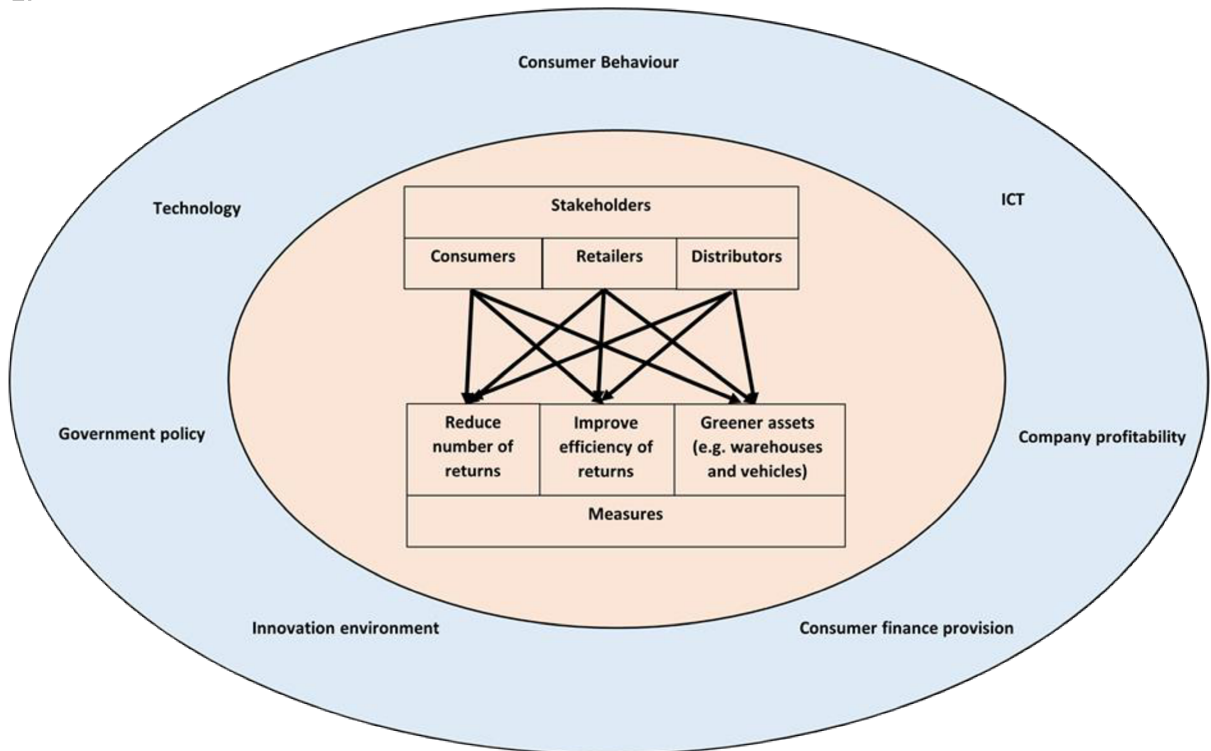 Consumer Behaviour
Technology
ICT
Stakeholders
Consumers
Retailers
Distributors
Reduce
number of
returns
Improve
efficiency of
returns
Greener assets
(e.g. warehouses
and vehicles)
Measures
Government policy
Company profitability
Innovation environment
Consumer finance provision